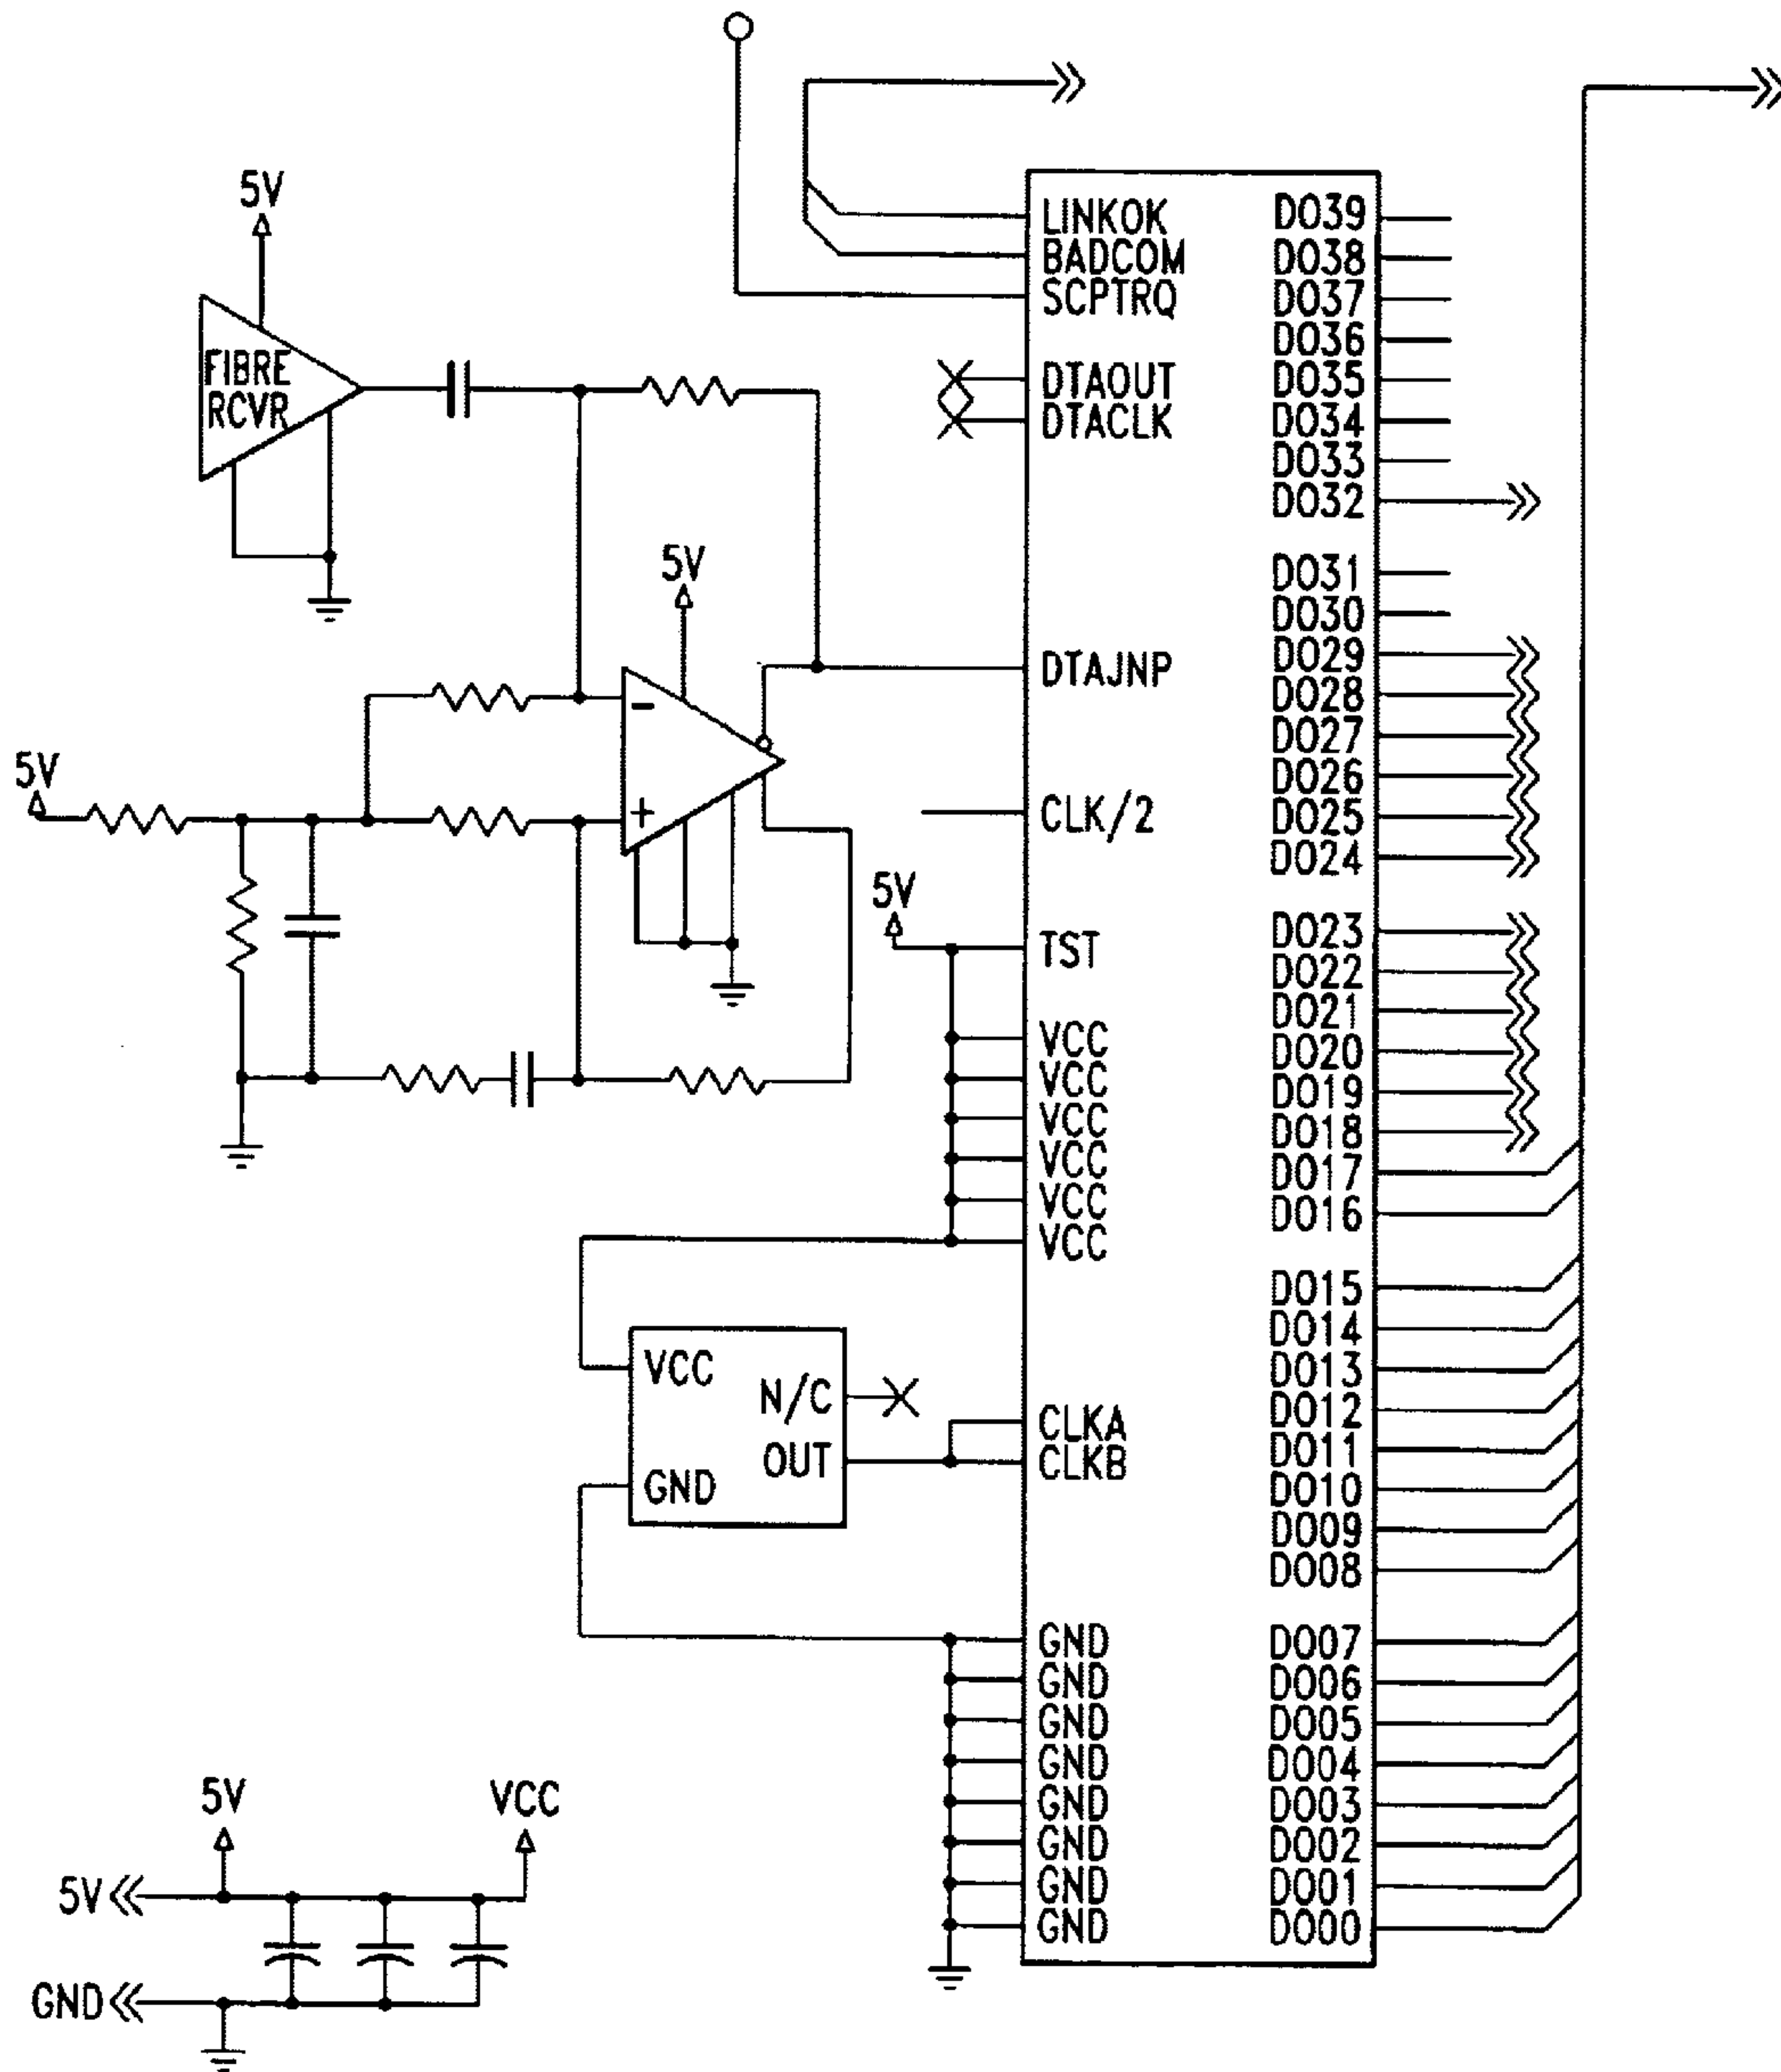 5V
FIBRE
RCVR
5V
-
+
5V
LINKOK
BADCOM
SCPTRQ
DTAOUT
DTACLK
DTAJNP
CLK/2
5V
TST
VCC
VCC
VCC
VCC
VCC
VCC
VCC
N/C
OUT
GND
CLKA
CLKB
GND
GND
GND
GND
GND
GND
GND
GND
DO39
DO38
DO37
DO36
DO35
DO34
DO33
DO32
DO31
DO30
DO29
DO28
DO27
DO26
DO25
DO24
DO23
DO22
DO21
DO20
DO19
DO18
DO17
DO16
DO15
DO14
DO13
DO12
DO11
DO10
DO09
DO08
DO07
DO06
DO05
DO04
DO03
DO02
DO01
DO00
5V
VCC
5V
GND